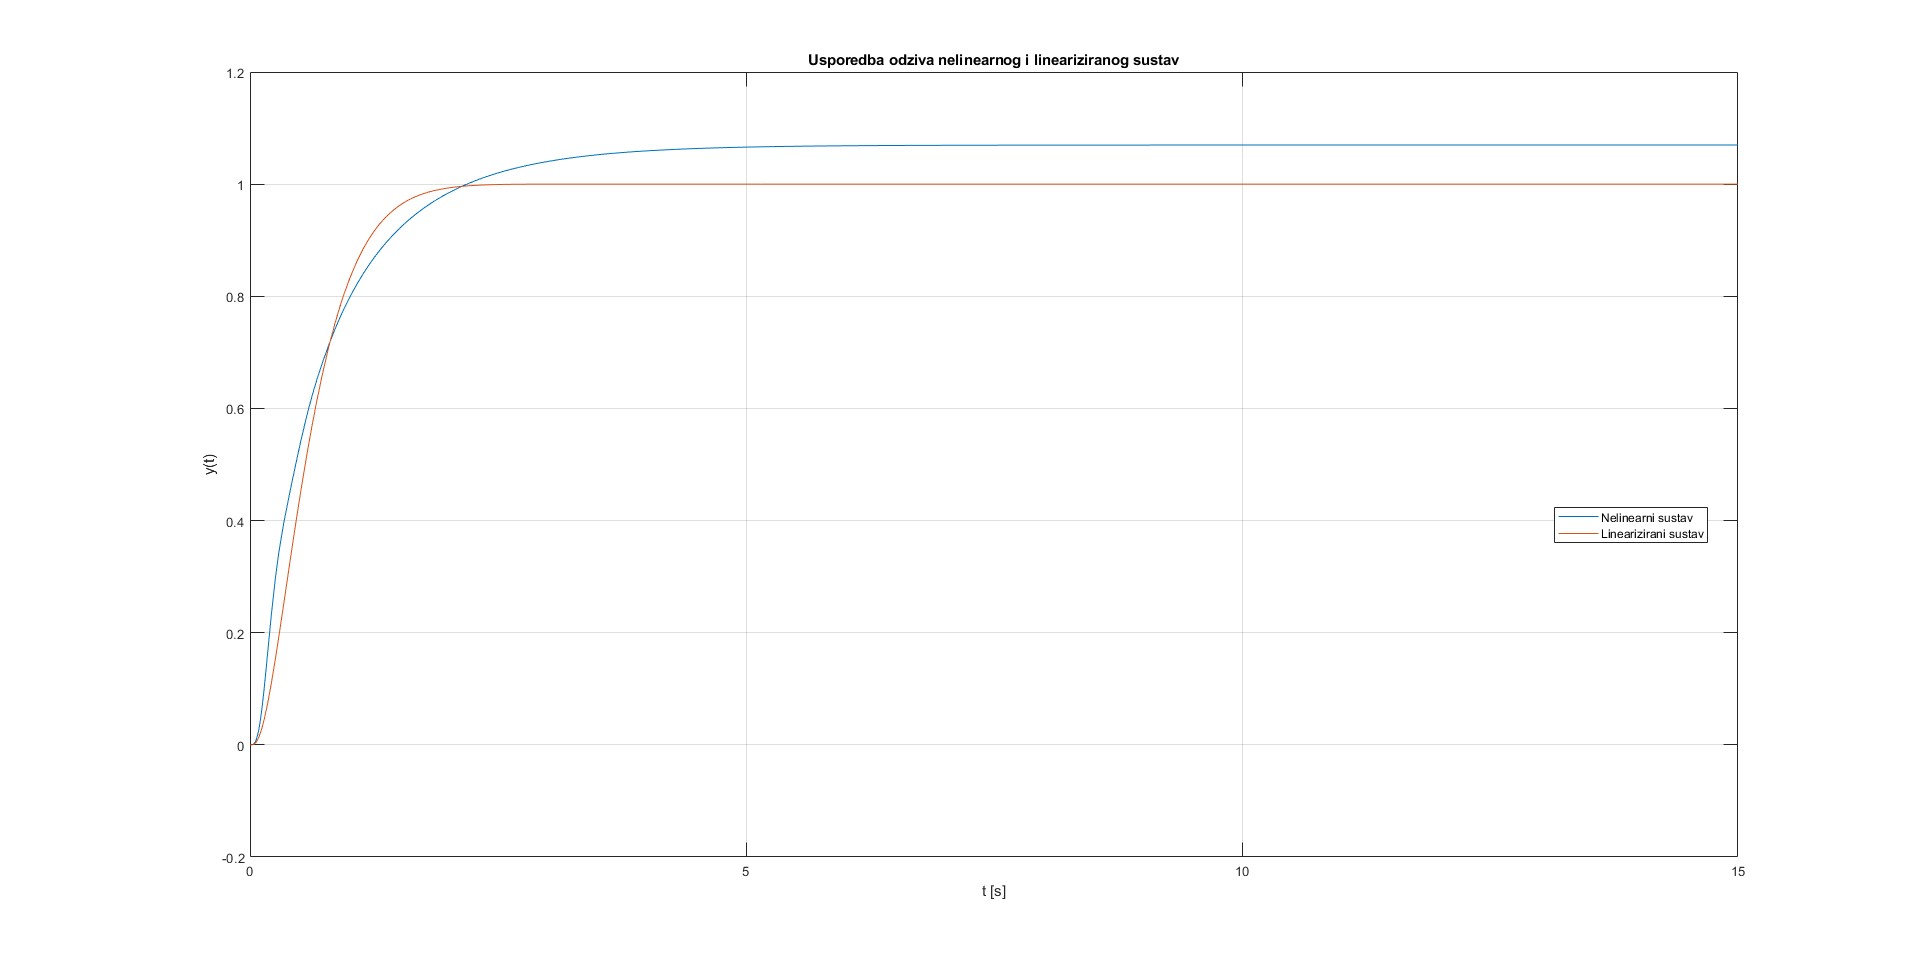 Usporedba odziva nelinearnog i lineariziranog sustav
1.2
1
0.8
0.6
0.4
0.2
0
-0.2
y(t)
Nelinearni sustav
Linearizirani sustav
0 5 10 15
t [s]